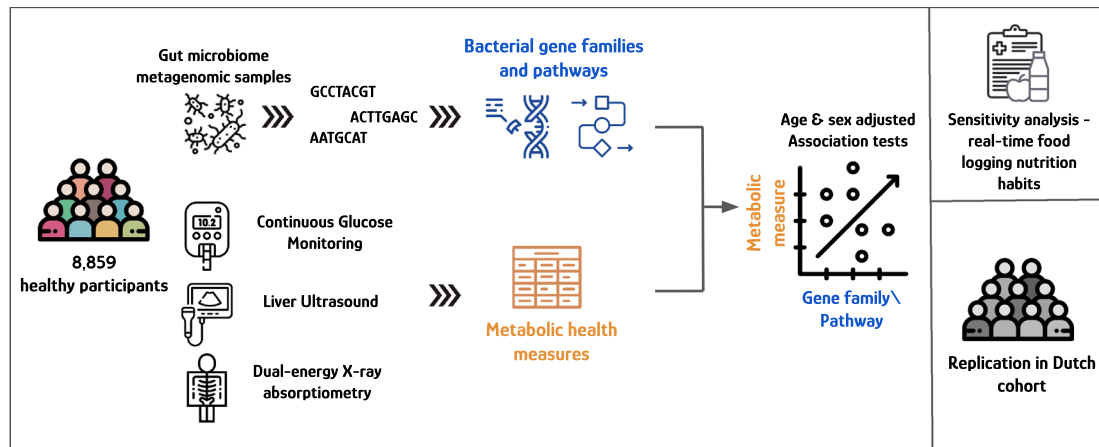 Gut microbiome
metagenomic samples
GCCTACGT
ACTTGAGC
AATGCAT
Bacterial gene families
and pathways
8,859
healthy participants
10.2
Continuous Glucose
Monitoring
Liver Ultrasound
Dual-energy X-ray
absorptiometry
Metabolic health
measures
Age & sex adjusted
Association tests
Metabolic
measure
Gene family\
Pathway
Sensitivity analysis -
real-time food
logging nutrition
habits
Replication in Dutch
cohort